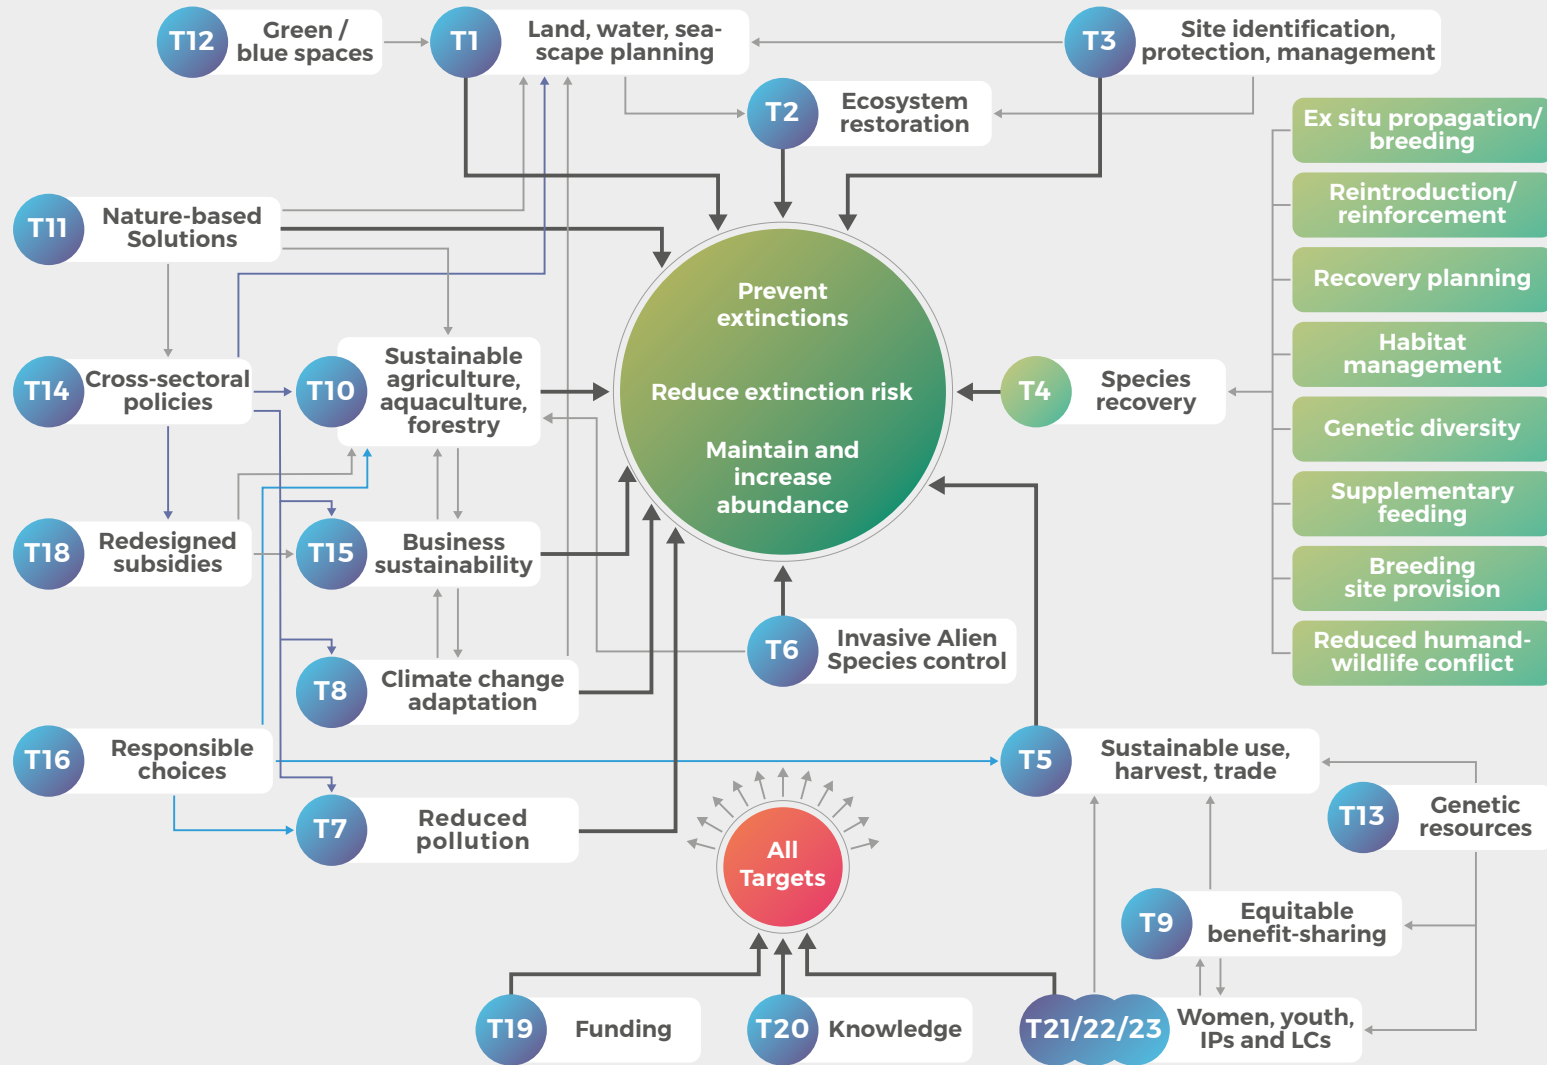 T12
Green /
blue spaces
T1
Land, water, sea-
scape planning
T3
Site identification,
protection, management
T2
Ecosystem
restoration
Ex situ propagation/
breeding
Reintroduction/
reinforcement
Recovery planning
Habitat
management
Genetic diversity
Supplementary
feeding
Breeding
site provision
Reduced human-
wildlife conflict
T11
Nature-based
Solutions
Prevent
extinctions
Reduce extinction risk
Maintain and
increase
abundance
T14
Cross-sectoral
policies
T10
Sustainable
agriculture,
aquaculture,
forestry
T4
Species
recovery
T18
Redesigned
subsidies
T15
Business
sustainability
T6
Invasive Alien
Species control
T8
Climate change
adaptation
T16
Responsible
choices
T5
Sustainable use,
harvest, trade
T7
Reduced
pollution
T13
Genetic
resources
All
Targets
T9
Equitable
benefit-sharing
T19
Funding
T20
Knowledge
T21/22/23
Women, youth,
IPs and LCs